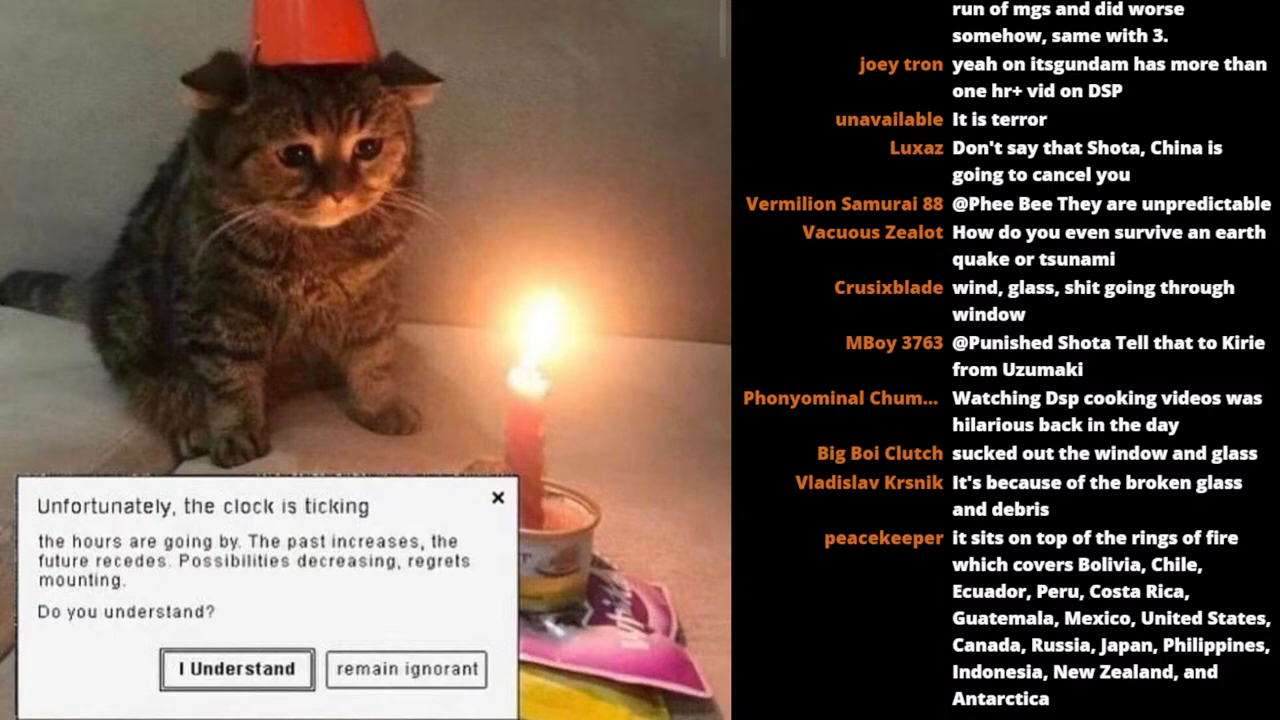 run of mgs and did worse
somehow, same with 3.
joey tron yeah on itsgundam has more than
one hr+ vid on DSP
unavailable It is terror
Luxaz Don't say that Shota, China is
going to cancel you
Vermilion Samurai 88 @Phee Bee They are unpredictable
Vacuous Zealot How do you even survive an earth
quake or tsunami
Crusixblade wind, glass, shit going through
window
MBoy 3763 @Punished Shota Tell that to Kirie
from Uzumaki
Phonyominal Chum... Watching Dsp cooking videos was
hilarious back in the day
Big Boi Clutch sucked out the window and glass
Vladislav Krsnik It's because of the broken glass
and debris
peacekeeper it sits on top of the rings of fire
which covers Bolivia, Chile,
Ecuador, Peru, Costa Rica,
Guatemala, Mexico, United States,
Canada, Russia, Japan, Philippines,
Indonesia, New Zealand, and
Antarctica
Unfortunately, the clock is ticking
the hours are going by. The past increases, the
future recedes. Possibilities decreasing, regrets
mounting.
Do you understand?
I Understand
remain ignorant